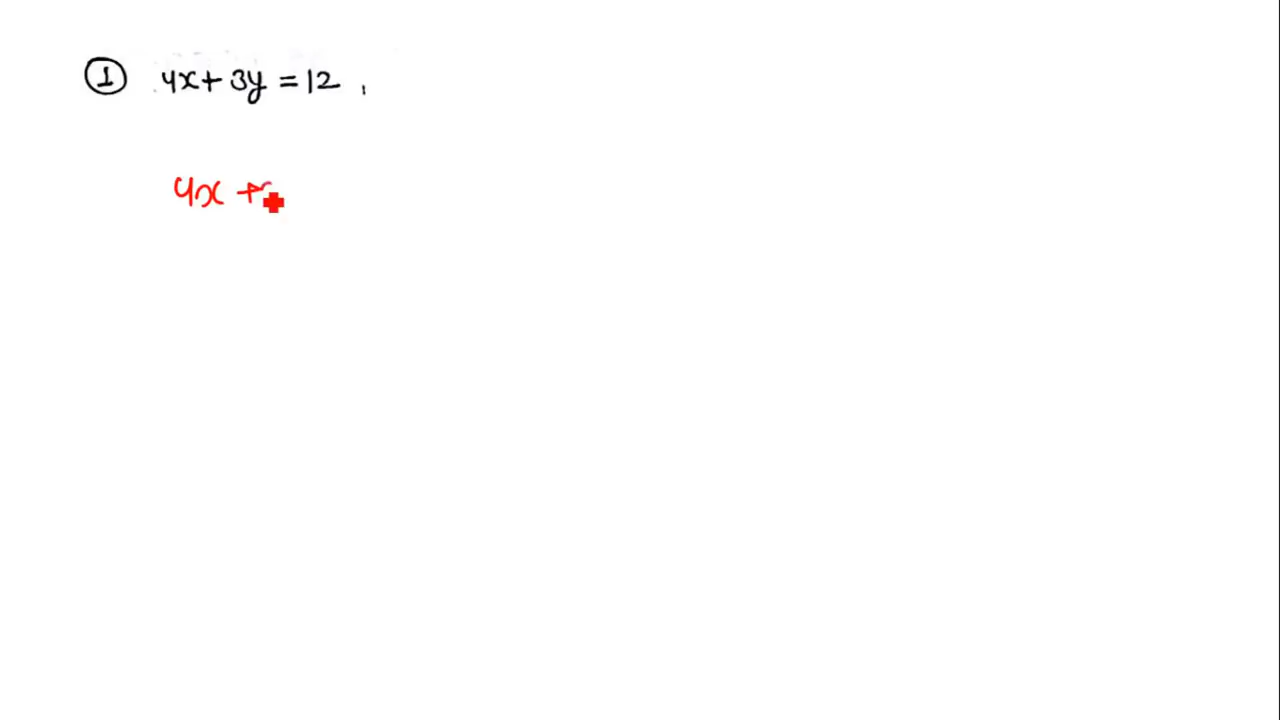 ① 4x + 3y = 12 ,
4x +